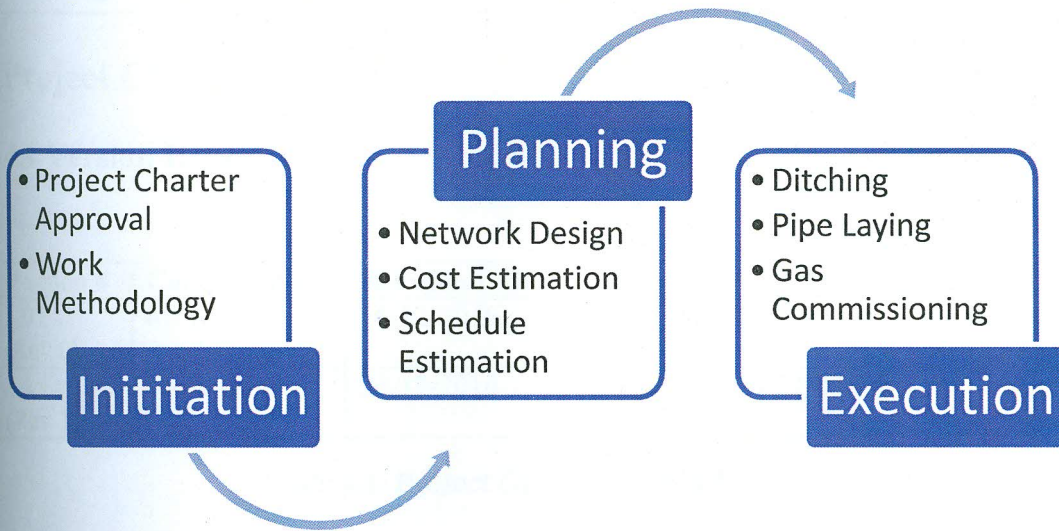 • Project Charter
Approval
• Work
Methodology
Inititation
Planning
• Network Design
• Cost Estimation
• Schedule
Estimation
• Ditching
• Pipe Laying
• Gas
Commissioning
Execution